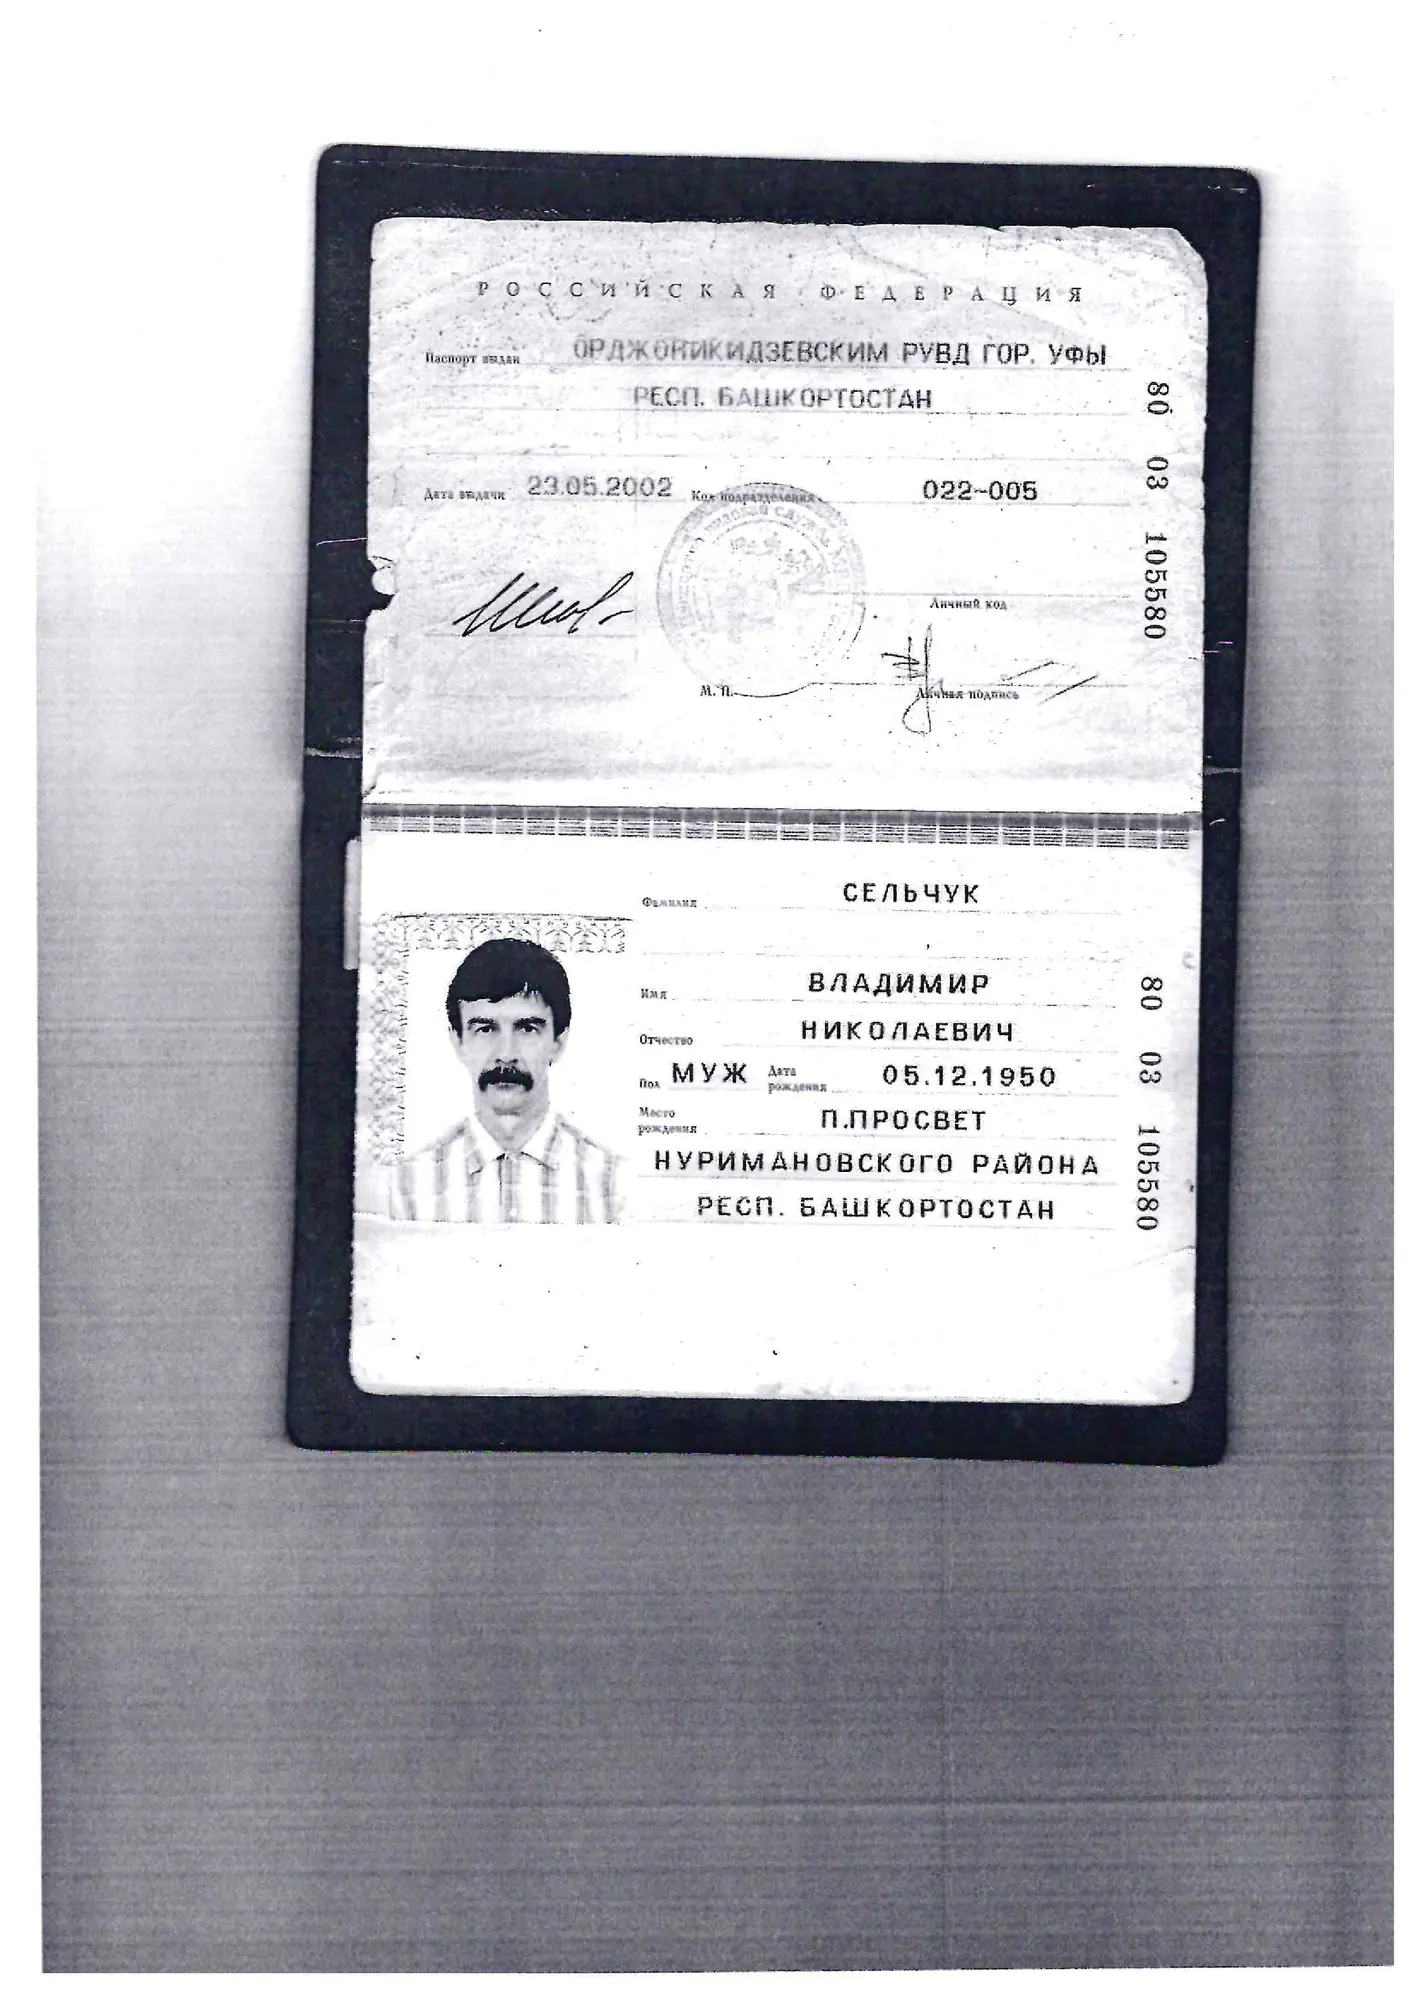 РОССИЙСКАЯ ФЕДЕРАЦИЯ
Паспорт выдан ОРДЖОНИКИДЗЕВСКИМ РУВД ГОР. УФЫ
РЕСП. БАШКОРТОСТАН
Дата выдачи 23.05.2002 Код подразделения 022-005
Личный код
М. П. Личная подпись
80 03 105580
Фамилия СЕЛЬЧУК
Имя ВЛАДИМИР
Отчество НИКОЛАЕВИЧ
Пол МУЖ Дата рождения 05.12.1950
Место рождения П.ПРОСВЕТ
НУРИМАНОВСКОГО РАЙОНА
РЕСП. БАШКОРТОСТАН
80 03 105580